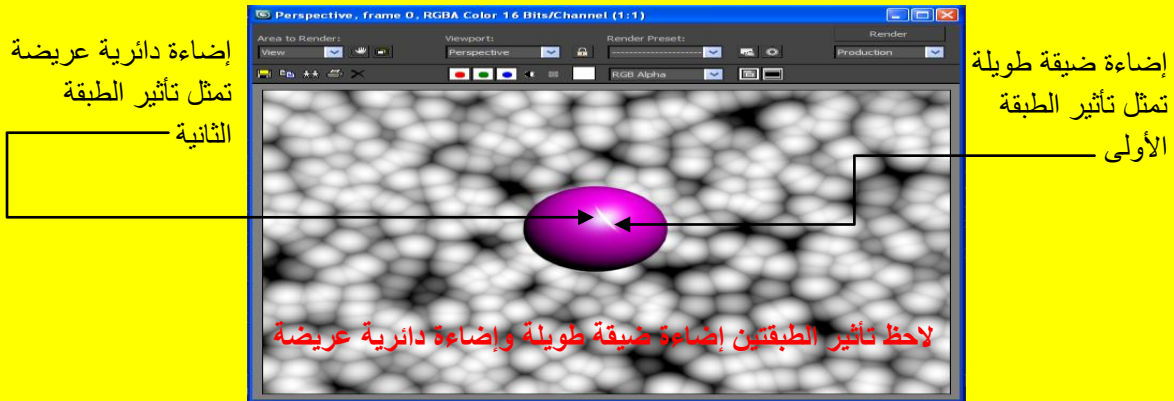 Perspective, frame 0, RGBA Color 16 Bits/Channel (1:1)
Area to Render:
Viewport:
Render Preset:
Render
View
Perspective
--------------------
Production
RGB Alpha
إضاءة ضيقة طويلة
تمثل تأثير الطبقة
الأولى
إضاءة دائرية عريضة
تمثل تأثير الطبقة
الثانية
لاحظ تأثير الطبقتين إضاءة ضيقة طويلة وإضاءة دائرية عريضة